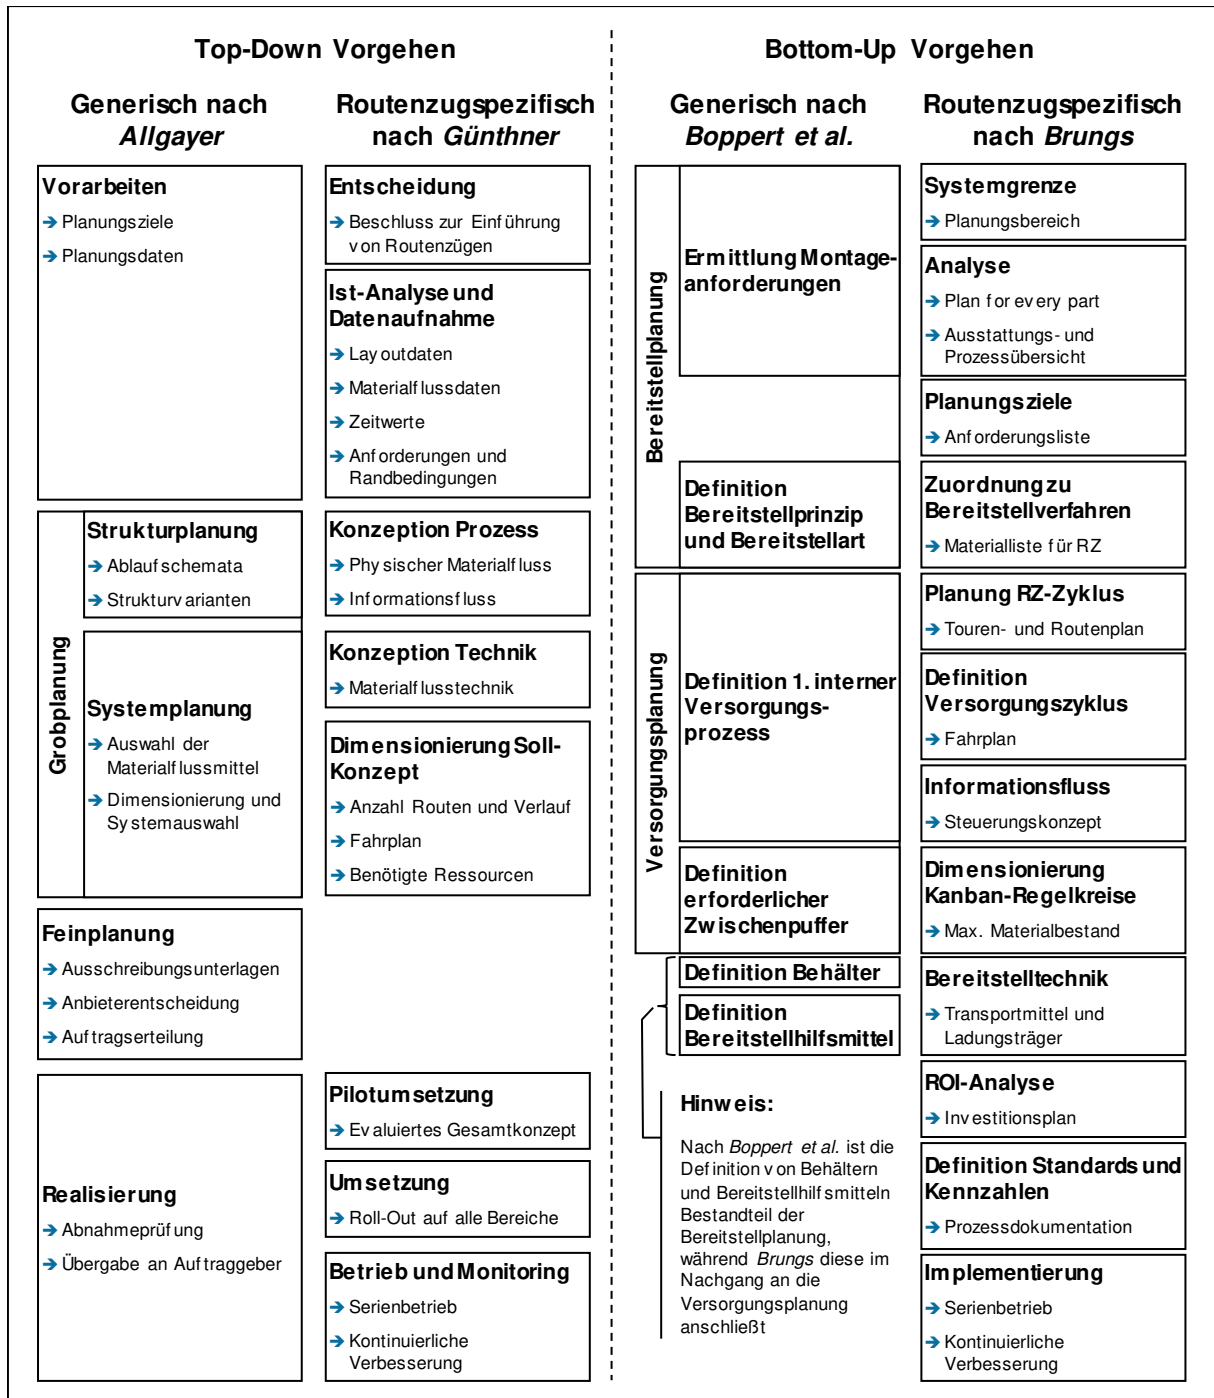 Top-Down Vorgehen
Generisch nach
Allgayer
Routenzugspezifisch
nach Günthner
Vorarbeiten
→ Planungsziele
→ Planungsdaten
Entscheidung
→ Beschluss zur Einführung
von Routenzügen
Ist-Analyse und
Datenaufnahme
→ Layoutdaten
→ Materialflussdaten
→ Zeitwerte
→ Anforderungen und
Randbedingungen
Grobplanung
Strukturplanung
→ Ablaufschemata
→ Strukturvarianten
Konzeption Prozess
→ Physischer Materialfluss
→ Informationsfluss
Systemplanung
→ Auswahl der
Materialflussmittel
→ Dimensionierung und
Systemauswahl
Konzeption Technik
→ Materialflusstechnik
Dimensionierung Soll-
Konzept
→ Anzahl Routen und Verlauf
→ Fahrplan
→ Benötigte Ressourcen
Feinplanung
→ Ausschreibungsunterlagen
→ Anbieterentscheidung
→ Auftragserteilung
Realisierung
→ Abnahmeprüfung
→ Übergabe an Auftraggeber
Pilotumsetzung
→ Evaluiertes Gesamtkonzept
Umsetzung
→ Roll-Out auf alle Bereiche
Betrieb und Monitoring
→ Serienbetrieb
→ Kontinuierliche
Verbesserung
Bottom-Up Vorgehen
Generisch nach
Boppert et al.
Routenzugspezifisch
nach Brungs
Bereitstellplanung
Ermittlung Montage-
anforderungen
Definition
Bereitstellprinzip
und Bereitstellart
Systemgrenze
→ Planungsbereich
Analyse
→ Plan for every part
→ Ausstattungs- und
Prozessübersicht
Planungsziele
→ Anforderungsliste
Zuordnung zu
Bereitstellverfahren
→ Materialliste für RZ
Versorgungsplanung
Definition 1. interner
Versorgungs-
prozess
Definition
erforderlicher
Zwischenpuffer
Planung RZ-Zyklus
→ Touren- und Routenplan
Definition
Versorgungszyklus
→ Fahrplan
Informationsfluss
→ Steuerungskonzept
Dimensionierung
Kanban-Regelkreise
→ Max. Materialbestand
Definition Behälter
Definition
Bereitstellhilfsmittel
Bereitstelltechnik
→ Transportmittel und
Ladungsträger
ROI-Analyse
→ Investitionsplan
Definition Standards und
Kennzahlen
→ Prozessdokumentation
Implementierung
→ Serienbetrieb
→ Kontinuierliche
Verbesserung
Hinweis:
Nach Boppert et al. ist die
Definition von Behältern
und Bereitstellhilfsmitteln
Bestandteil der
Bereitstellplanung,
während Brungs diese im
Nachgang an die
Versorgungsplanung
anschließt